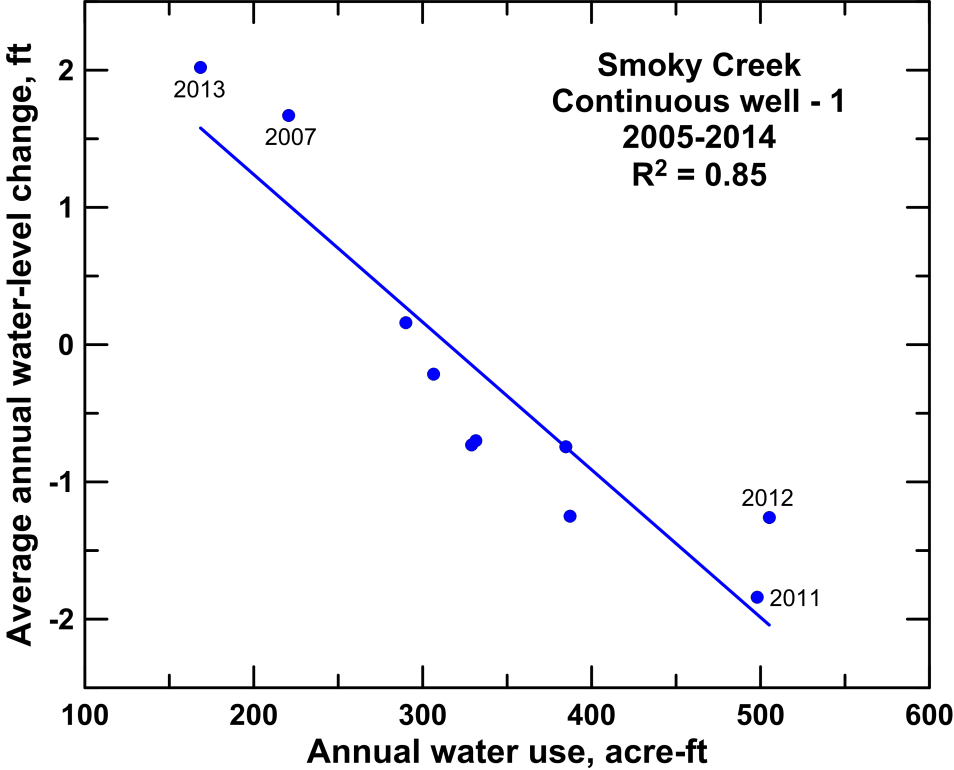 Smoky Creek
Continuous well - 1
2005-2014
R² = 0.85
2013
2007
2012
2011
Average annual water-level change, ft
2
1
0
-1
-2
100 200 300 400 500 600
Annual water use, acre-ft